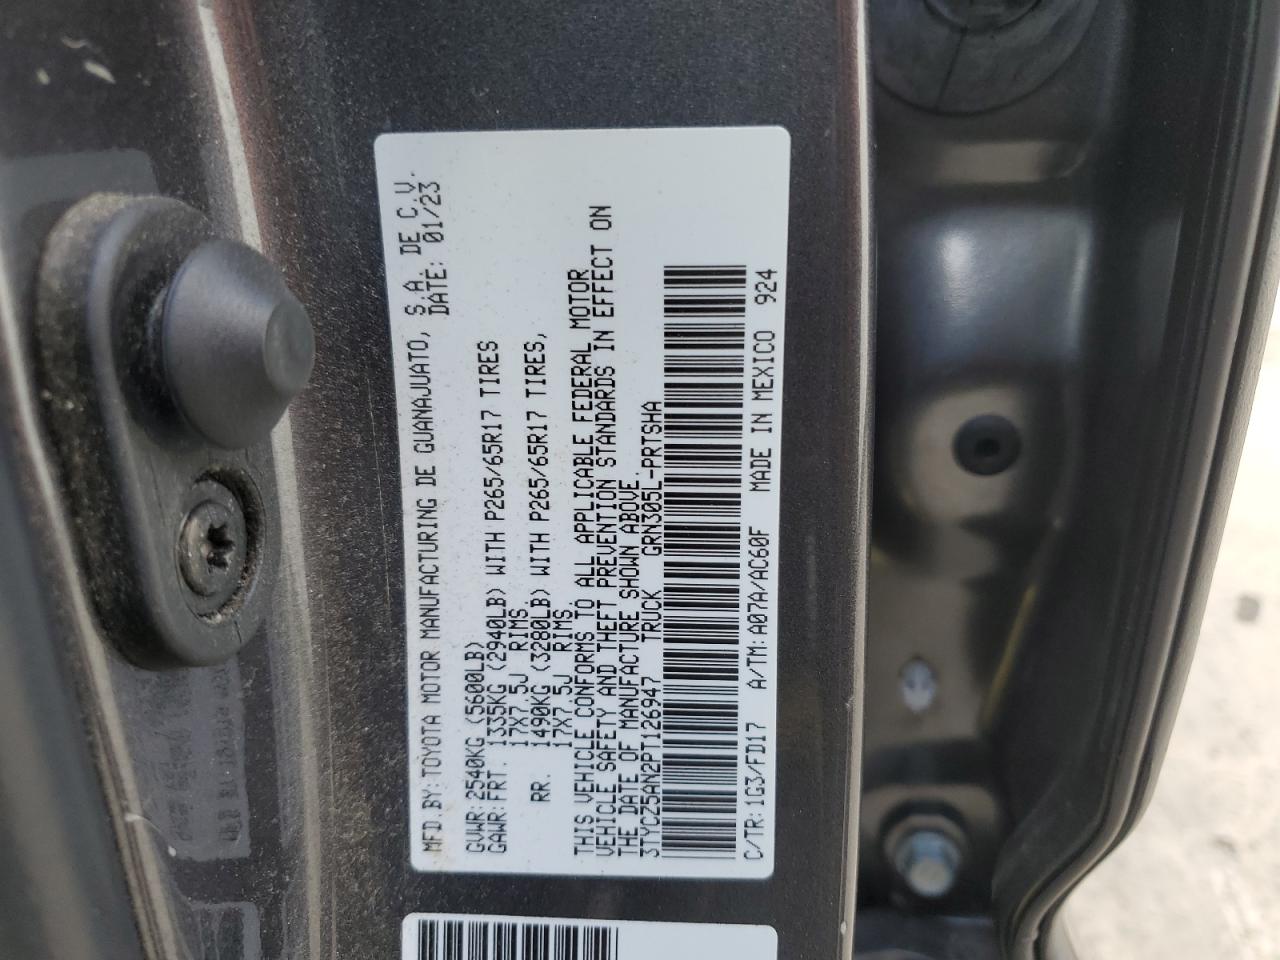 MFD.BY: TOYOTA MOTOR MANUFACTURING DE GUANAJUATO, S.A. DE C.V.
DATE: 01/23
GVWR: 2540KG (5600LB)
GAWR: FRT. 1335KG (2940LB) WITH P265/65R17 TIRES
17X7.5J RIMS.
RR. 1490KG (3280LB) WITH P265/65R17 TIRES,
17X7.5J RIMS.
THIS VEHICLE CONFORMS TO ALL APPLICABLE FEDERAL MOTOR
VEHICLE SAFETY AND THEFT PREVENTION STANDARDS IN EFFECT ON
THE DATE OF MANUFACTURE SHOWN ABOVE.
3TYCZ5AN2PT126947 TRUCK GRN305L-PRTSHA
C/TR: 1G3/FD17 A/TM: A07A/AC60F MADE IN MEXICO 924